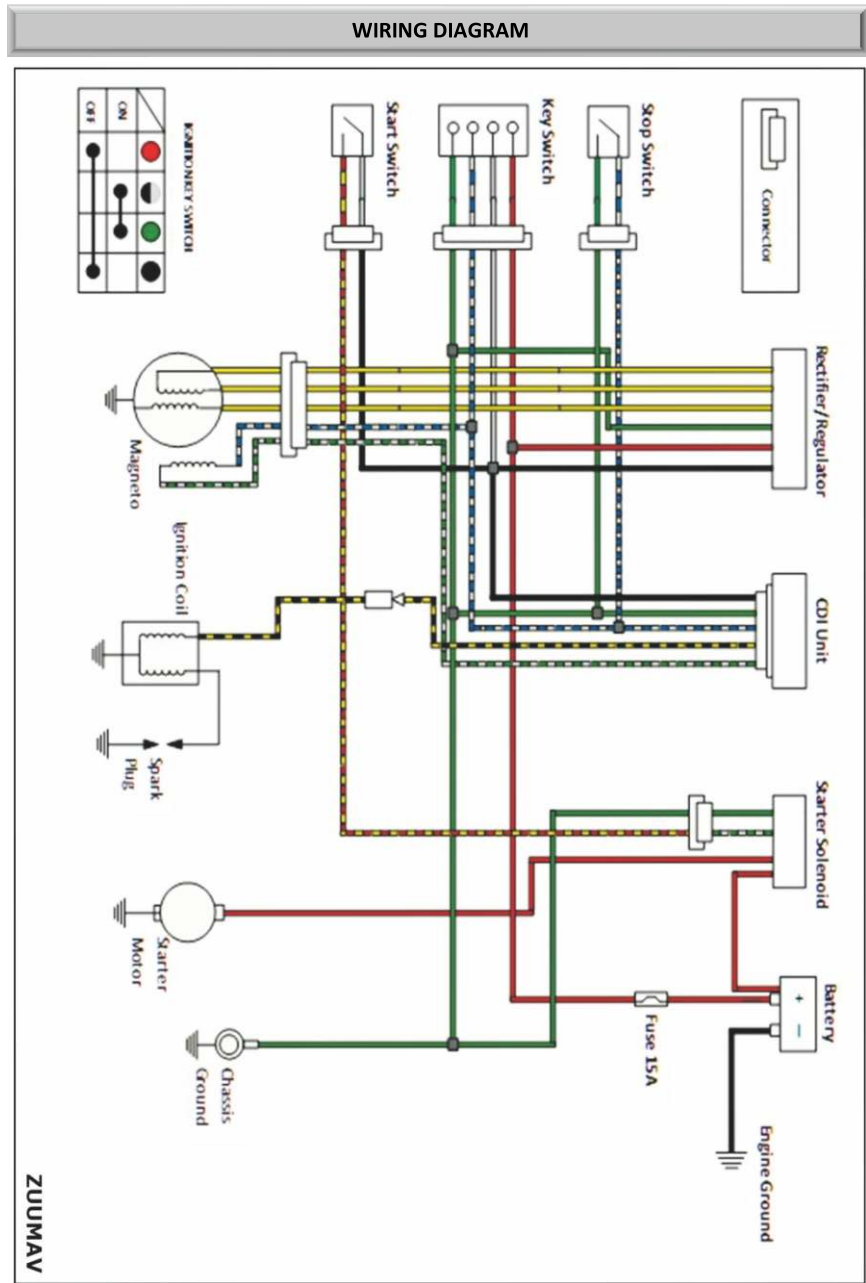 WIRING DIAGRAM
Connector
Stop Switch
Key Switch
Start Switch
IGNITION KEY SWITCH
ON
OFF
Rectifier/Regulator
Magneto
CDI Unit
Ignition Coil
Spark
Plug
Starter Solenoid
Starter
Motor
Battery
+
−
Fuse 15A
Engine Ground
Chassis
Ground
ZUUMAV